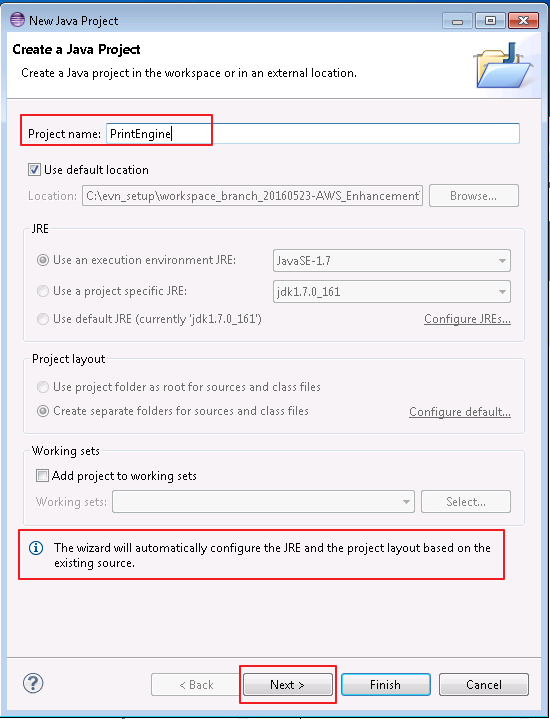 New Java Project
Create a Java Project
Create a Java project in the workspace or in an external location.
Project name: PrintEngine
Use default location
Location: C:\evn_setup\workspace_branch_20160523-AWS_Enhancement Browse...
JRE
Use an execution environment JRE: JavaSE-1.7
Use a project specific JRE: jdk1.7.0_161
Use default JRE (currently 'jdk1.7.0_161') Configure JREs...
Project layout
Use project folder as root for sources and class files
Create separate folders for sources and class files Configure default...
Working sets
Add project to working sets
Working sets: Select...
The wizard will automatically configure the JRE and the project layout based on the
existing source.
? < Back Next > Finish Cancel